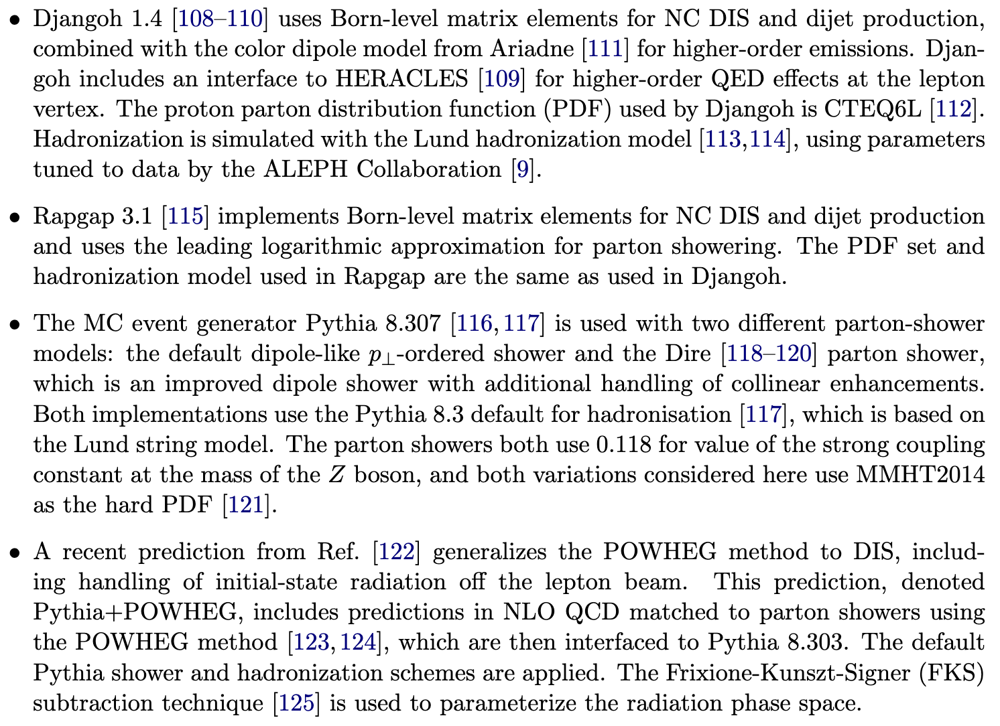 • Djangoh 1.4 [108–110] uses Born-level matrix elements for NC DIS and dijet production,
combined with the color dipole model from Ariadne [111] for higher-order emissions. Djan-
goh includes an interface to HERACLES [109] for higher-order QED effects at the lepton
vertex. The proton parton distribution function (PDF) used by Djangoh is CTEQ6L [112].
Hadronization is simulated with the Lund hadronization model [113,114], using parameters
tuned to data by the ALEPH Collaboration [9].
• Rapgap 3.1 [115] implements Born-level matrix elements for NC DIS and dijet production
and uses the leading logarithmic approximation for parton showering. The PDF set and
hadronization model used in Rapgap are the same as used in Djangoh.
• The MC event generator Pythia 8.307 [116,117] is used with two different parton-shower
models: the default dipole-like p⊥-ordered shower and the Dire [118–120] parton shower,
which is an improved dipole shower with additional handling of collinear enhancements.
Both implementations use the Pythia 8.3 default for hadronisation [117], which is based on
the Lund string model. The parton showers both use 0.118 for value of the strong coupling
constant at the mass of the Z boson, and both variations considered here use MMHT2014
as the hard PDF [121].
• A recent prediction from Ref. [122] generalizes the POWHEG method to DIS, includ-
ing handling of initial-state radiation off the lepton beam. This prediction, denoted
Pythia+POWHEG, includes predictions in NLO QCD matched to parton showers using
the POWHEG method [123,124], which are then interfaced to Pythia 8.303. The default
Pythia shower and hadronization schemes are applied. The Frixione-Kunszt-Signer (FKS)
subtraction technique [125] is used to parameterize the radiation phase space.